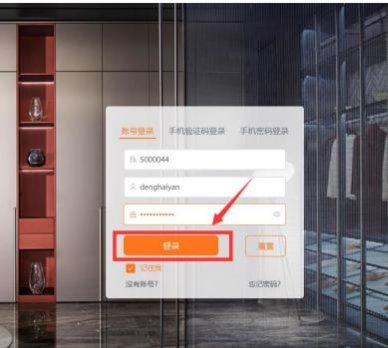 账号登录 手机验证码登录 手机密码登录
5000044
denghaiyan
•••••••••••
登录 重置
记住我
没有账号? 忘记密码?